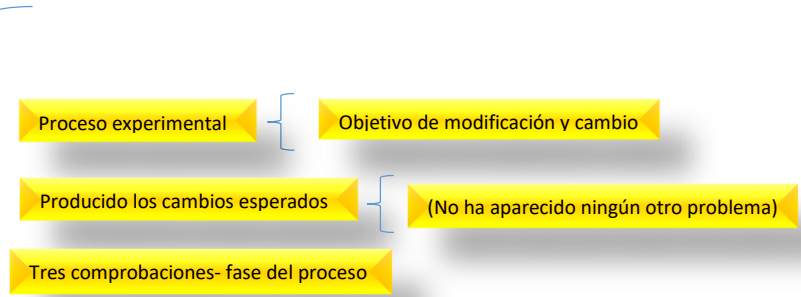 Proceso experimental
Objetivo de modificación y cambio
Producido los cambios esperados
(No ha aparecido ningún otro problema)
Tres comprobaciones- fase del proceso